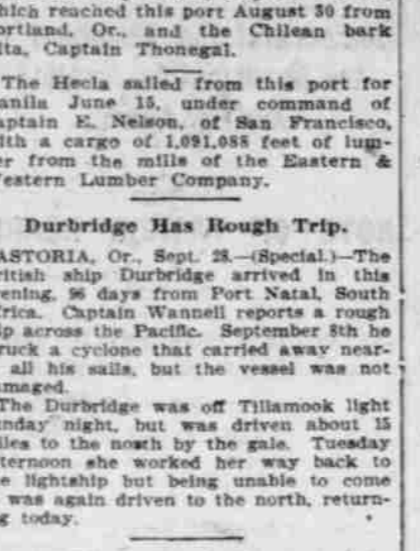 hich reached this port August 30 from
ortland, Or., and the Chilean bark
lta, Captain Thonegal.
The Hecla sailed from this port for
anila June 15, under command of
aptain E. Nelson, of San Francisco,
ith a cargo of 1,091,088 feet of lum-
er from the mills of the Eastern &
estern Lumber Company.
Durbridge Has Rough Trip.
ASTORIA, Or., Sept. 28.—(Special.)—The
ritish ship Durbridge arrived in this
vening, 96 days from Port Natal, South
frica. Captain Wannell reports a rough
ip across the Pacific. September 8th he
ruck a cyclone that carried away near-
all his sails, but the vessel was not
amaged.
The Durbridge was off Tillamook light
unday night, but was driven about 15
iles to the north by the gale. Tuesday
fternoon she worked her way back to
e lightship but being unable to come
was again driven to the north, return-
g today.